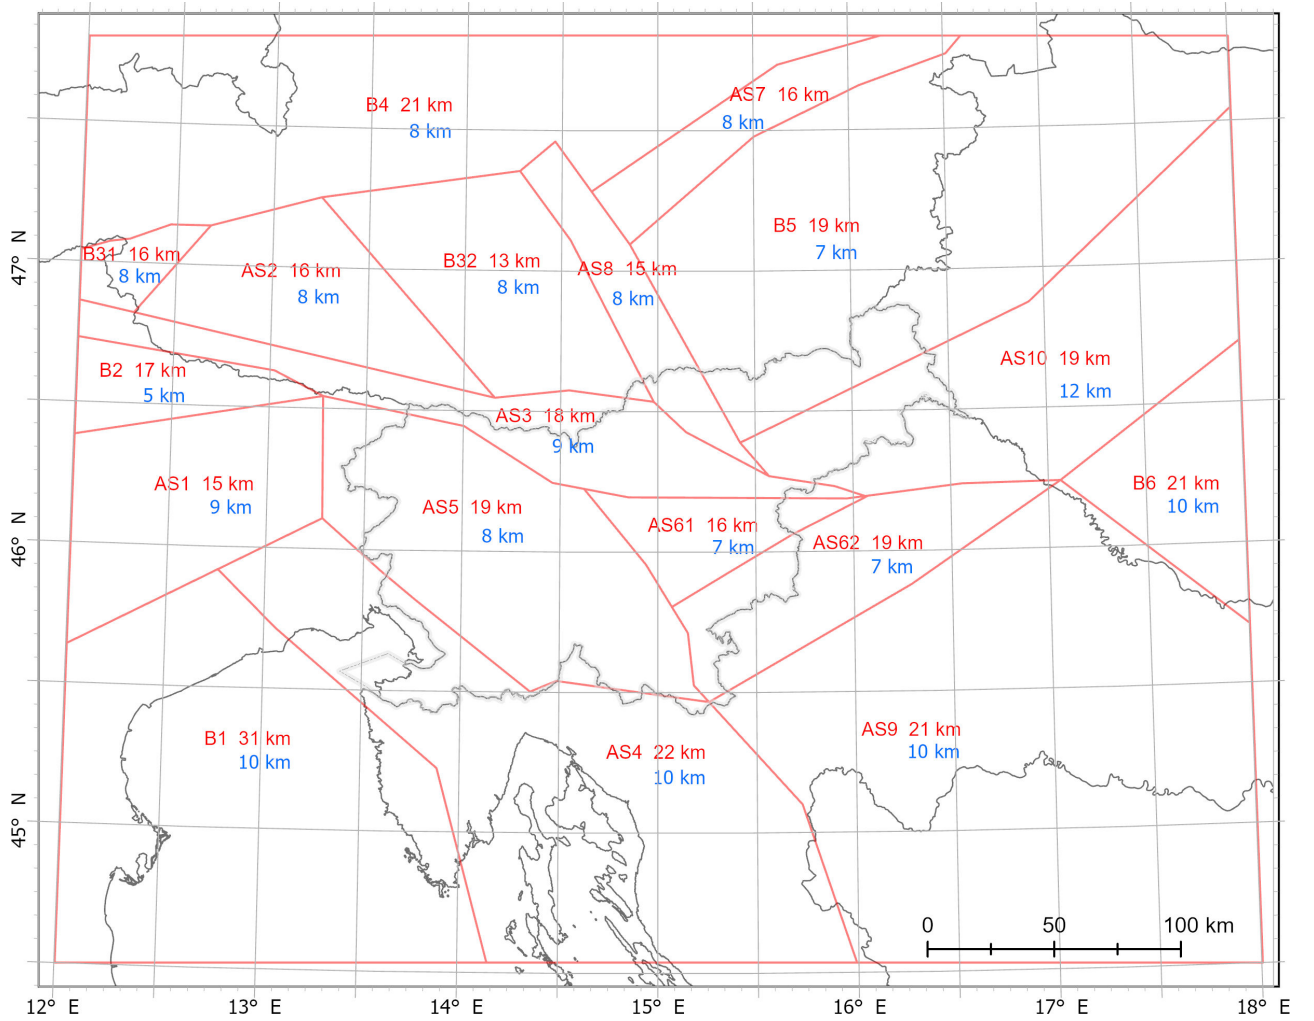 B4 21 km
8 km
AS7 16 km
8 km
B5 19 km
7 km
47° N
B31 16 km
8 km
AS2 16 km
8 km
B32 13 km
8 km
AS8 15 km
8 km
B2 17 km
5 km
AS10 19 km
12 km
AS3 18 km
9 km
AS1 15 km
9 km
AS5 19 km
8 km
B6 21 km
10 km
46° N
AS61 16 km
7 km
AS62 19 km
7 km
B1 31 km
10 km
AS4 22 km
10 km
AS9 21 km
10 km
45° N
0 50 100 km
12° E 13° E 14° E 15° E 16° E 17° E 18° E